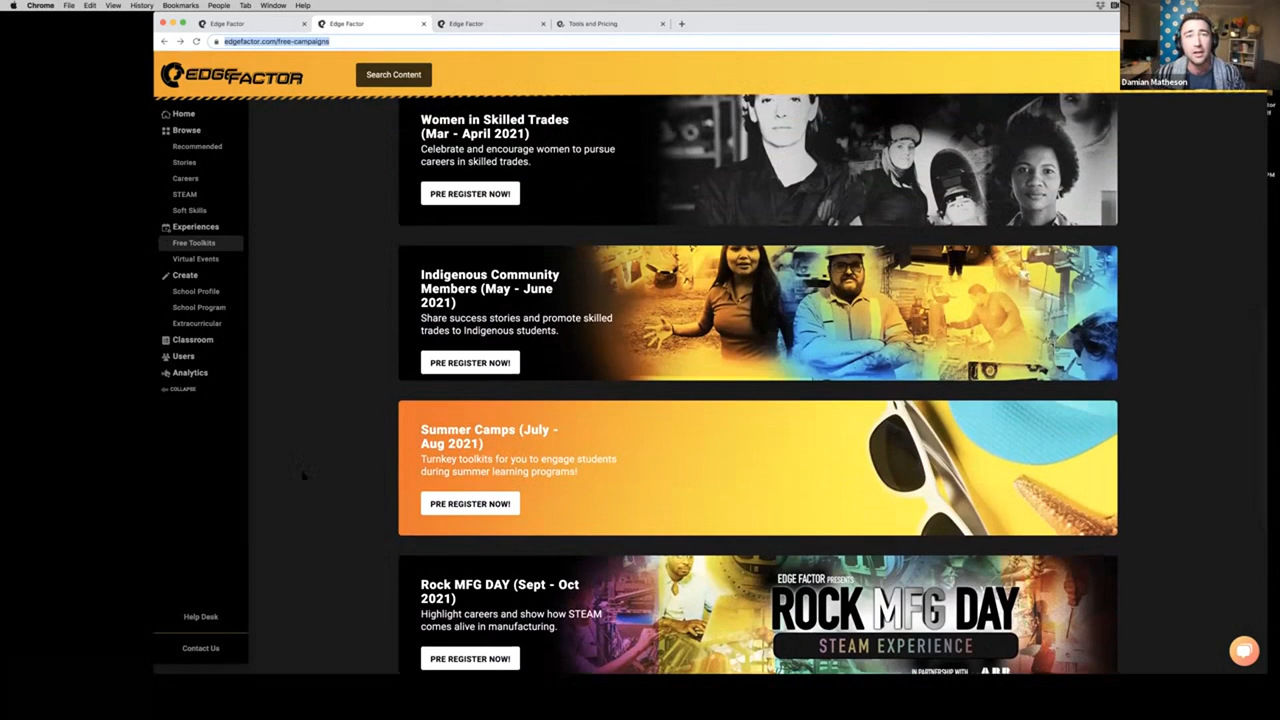 Chrome File Edit View History Bookmarks People Tab Window Help
Edge Factor
Edge Factor
Edge Factor
Tools and Pricing
edgefactor.com/free-campaigns
EDGE FACTOR
Search Content
Damian Matheson
Home
Browse
Recommended
Stories
Careers
STEAM
Soft Skills
Experiences
Free Toolkits
Virtual Events
Create
School Profile
School Program
Extracurricular
Classroom
Users
Analytics
COLLAPSE
Help Desk
Contact Us
Women in Skilled Trades
(Mar - April 2021)
Celebrate and encourage women to pursue
careers in skilled trades.
PRE REGISTER NOW!
Indigenous Community
Members (May - June
2021)
Share success stories and promote skilled
trades to Indigenous students.
PRE REGISTER NOW!
Summer Camps (July -
Aug 2021)
Turnkey toolkits for you to engage students
during summer learning programs!
PRE REGISTER NOW!
Rock MFG DAY (Sept - Oct
2021)
Highlight careers and show how STEAM
comes alive in manufacturing.
PRE REGISTER NOW!
EDGE FACTOR PRESENTS
ROCK MFG DAY
STEAM EXPERIENCE
IN PARTNERSHIP WITH ABB